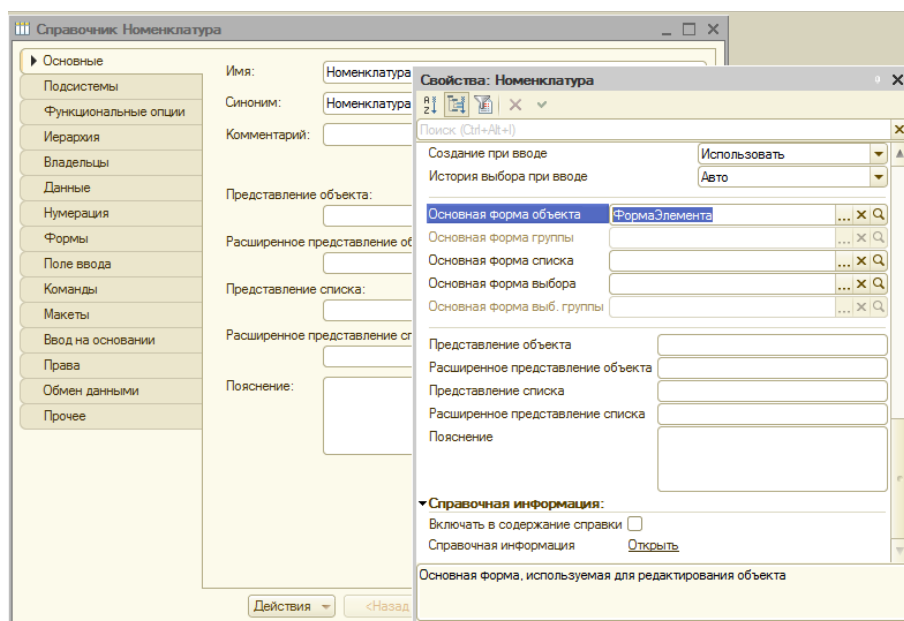 Справочник Номенклатура
Основные
Подсистемы
Функциональные опции
Иерархия
Владельцы
Данные
Нумерация
Формы
Поле ввода
Команды
Макеты
Ввод на основании
Права
Обмен данными
Прочее
Имя: Номенклатура
Синоним: Номенклатура
Комментарий:
Представление объекта:
Расширенное представление об
Представление списка:
Расширенное представление сп
Пояснение:
Действия <Назад
Свойства: Номенклатура
Поиск (Ctrl+Alt+I)
Создание при вводе Использовать
История выбора при вводе Авто
Основная форма объекта ФормаЭлемента
Основная форма группы
Основная форма списка
Основная форма выбора
Основная форма выб. группы
Представление объекта
Расширенное представление объекта
Представление списка
Расширенное представление списка
Пояснение
Справочная информация:
Включать в содержание справки
Справочная информация Открыть
Основная форма, используемая для редактирования объекта